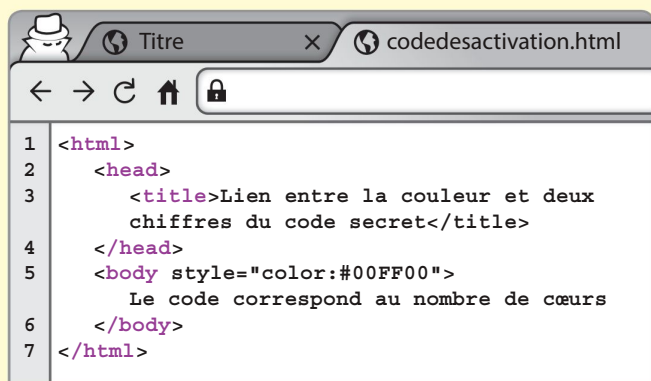 Titre × codedesactivation.html
1 <html>
2 <head>
3 <title>Lien entre la couleur et deux
chiffres du code secret</title>
4 </head>
5 <body style="color:#00FF00">
Le code correspond au nombre de cœurs
6 </body>
7 </html>